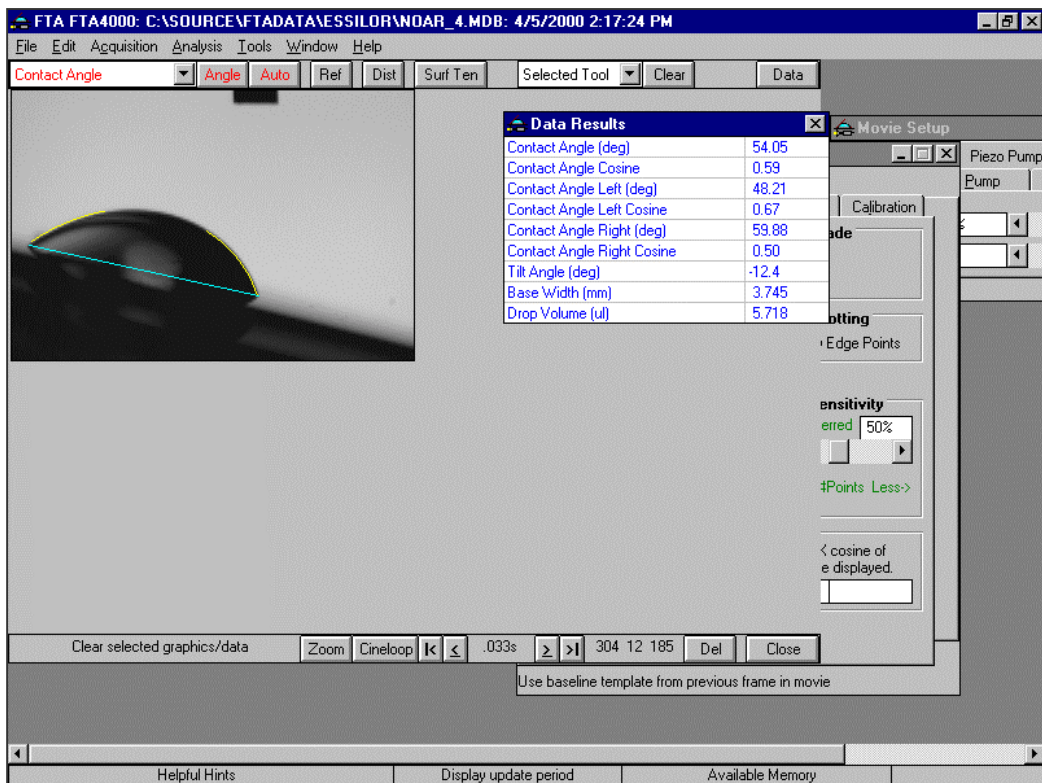 FTA FTA4000: C:\SOURCE\FTADATA\ESSILOR\NOAR_4.MDB: 4/5/2000 2:17:24 PM
File Edit Acquisition Analysis Tools Window Help
Contact Angle Angle Auto Ref Dist Surf Ten Selected Tool Clear Data
Data Results
Contact Angle (deg) 54.05
Contact Angle Cosine 0.59
Contact Angle Left (deg) 48.21
Contact Angle Left Cosine 0.67
Contact Angle Right (deg) 59.88
Contact Angle Right Cosine 0.50
Tilt Angle (deg) -12.4
Base Width (mm) 3.745
Drop Volume (ul) 5.718
Movie Setup
Piezo Pump
Pump
Calibration
%
ade
otting
Edge Points
ensitivity
erred 50%
#Points Less->
cosine of
e displayed.
Clear selected graphics/data Zoom Cineloop |< < .033s > >| 304 12 185 Del Close
Use baseline template from previous frame in movie
Helpful Hints Display update period Available Memory